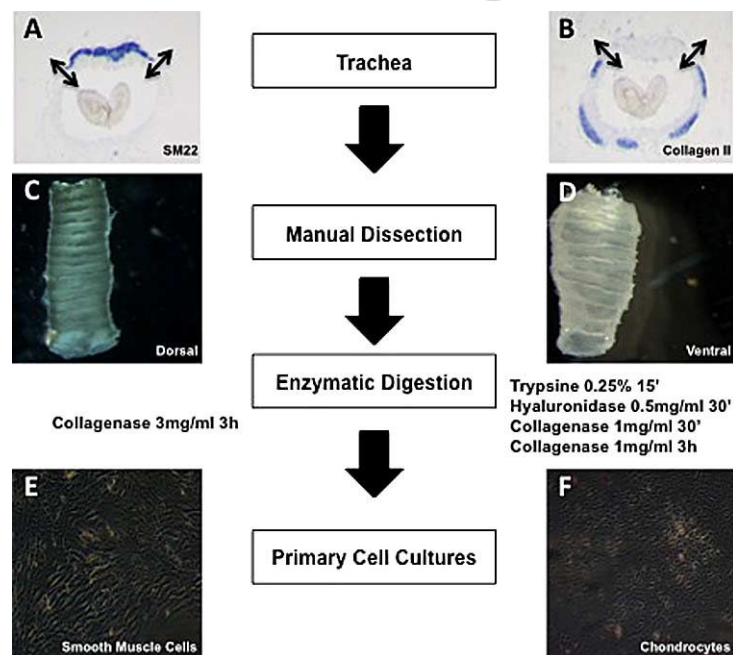 A
SM22
Trachea
B
Collagen II
C
Dorsal
Manual Dissection
D
Ventral
Enzymatic Digestion
Collagenase 3mg/ml 3h
Trypsine 0.25% 15'
Hyaluronidase 0.5mg/ml 30'
Collagenase 1mg/ml 30'
Collagenase 1mg/ml 3h
E
Smooth Muscle Cells
Primary Cell Cultures
F
Chondrocytes